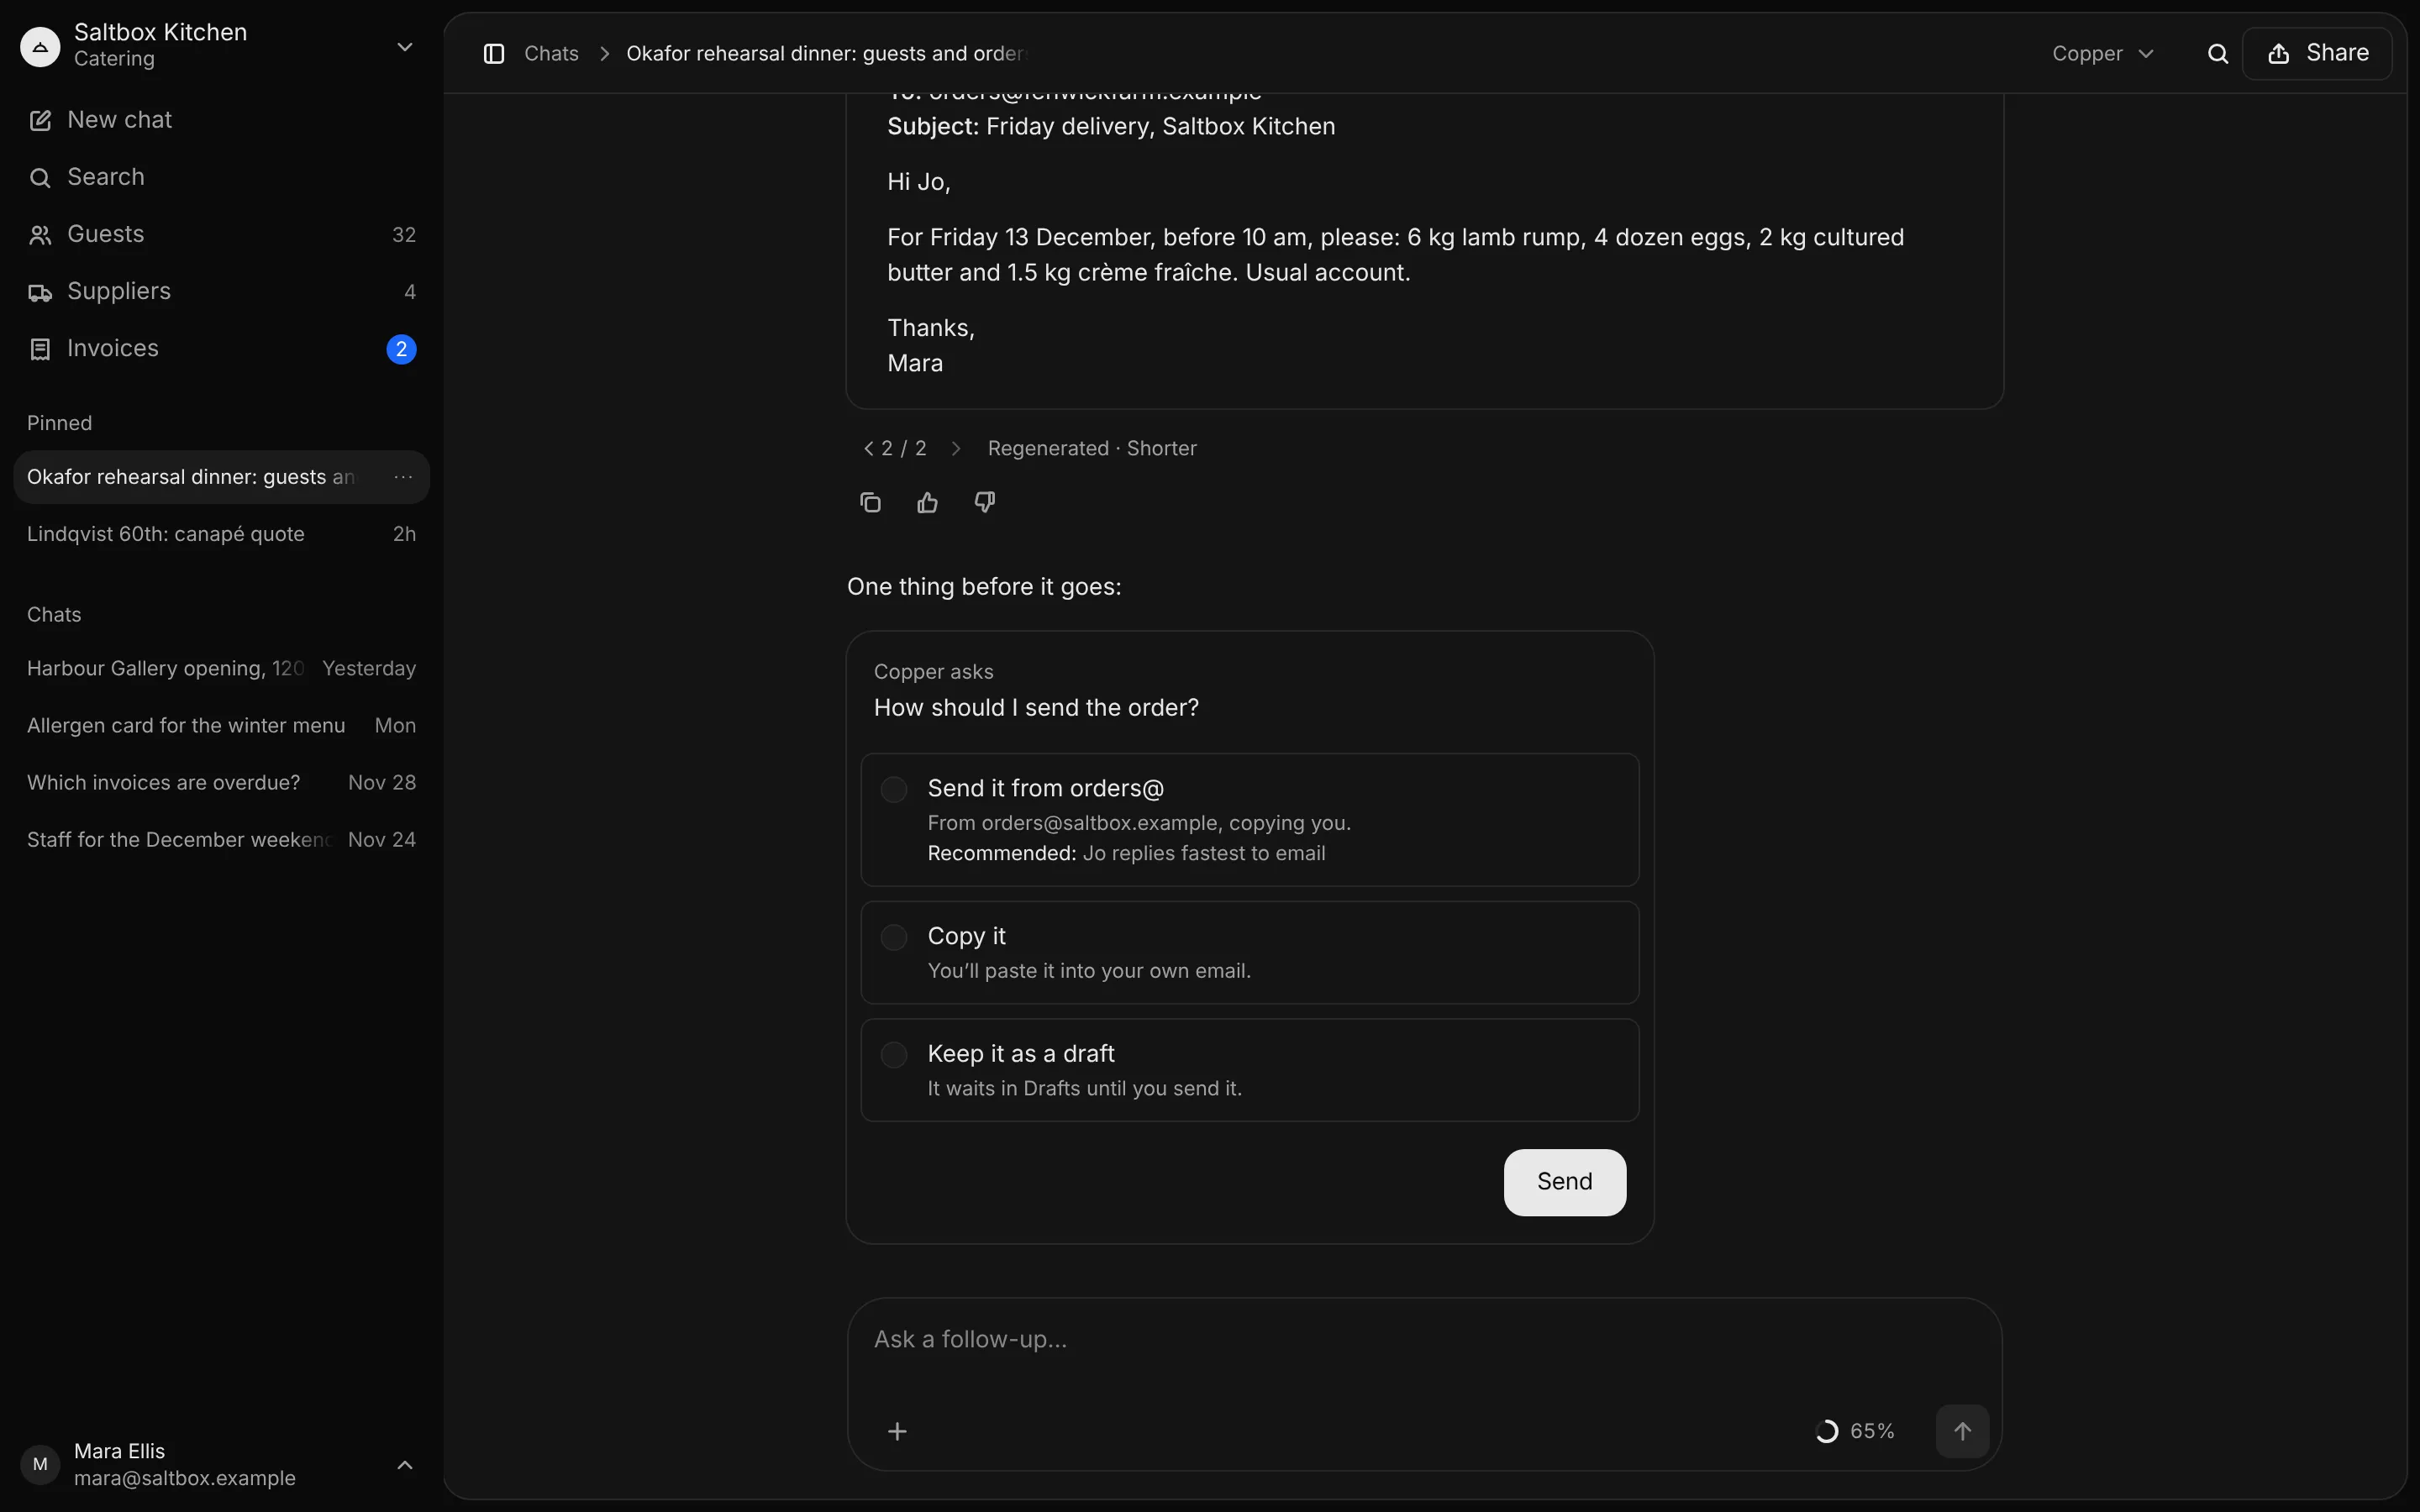 Saltbox Kitchen
Catering
New chat
Search
Guests 32
Suppliers 4
Invoices 2
Pinned
Okafor rehearsal dinner: guests an
Lindqvist 60th: canapé quote 2h
Chats
Harbour Gallery opening, 120 Yesterday
Allergen card for the winter menu Mon
Which invoices are overdue? Nov 28
Staff for the December weekend Nov 24
M
Mara Ellis
mara@saltbox.example
Chats > Okafor rehearsal dinner: guests and orders
Copper
Share
To: orders@fenwickfarm.example
Subject: Friday delivery, Saltbox Kitchen
Hi Jo,
For Friday 13 December, before 10 am, please: 6 kg lamb rump, 4 dozen eggs, 2 kg cultured
butter and 1.5 kg crème fraîche. Usual account.
Thanks,
Mara
2 / 2
Regenerated · Shorter
One thing before it goes:
Copper asks
How should I send the order?
Send it from orders@
From orders@saltbox.example, copying you.
Recommended: Jo replies fastest to email
Copy it
You’ll paste it into your own email.
Keep it as a draft
It waits in Drafts until you send it.
Send
Ask a follow-up...
65%